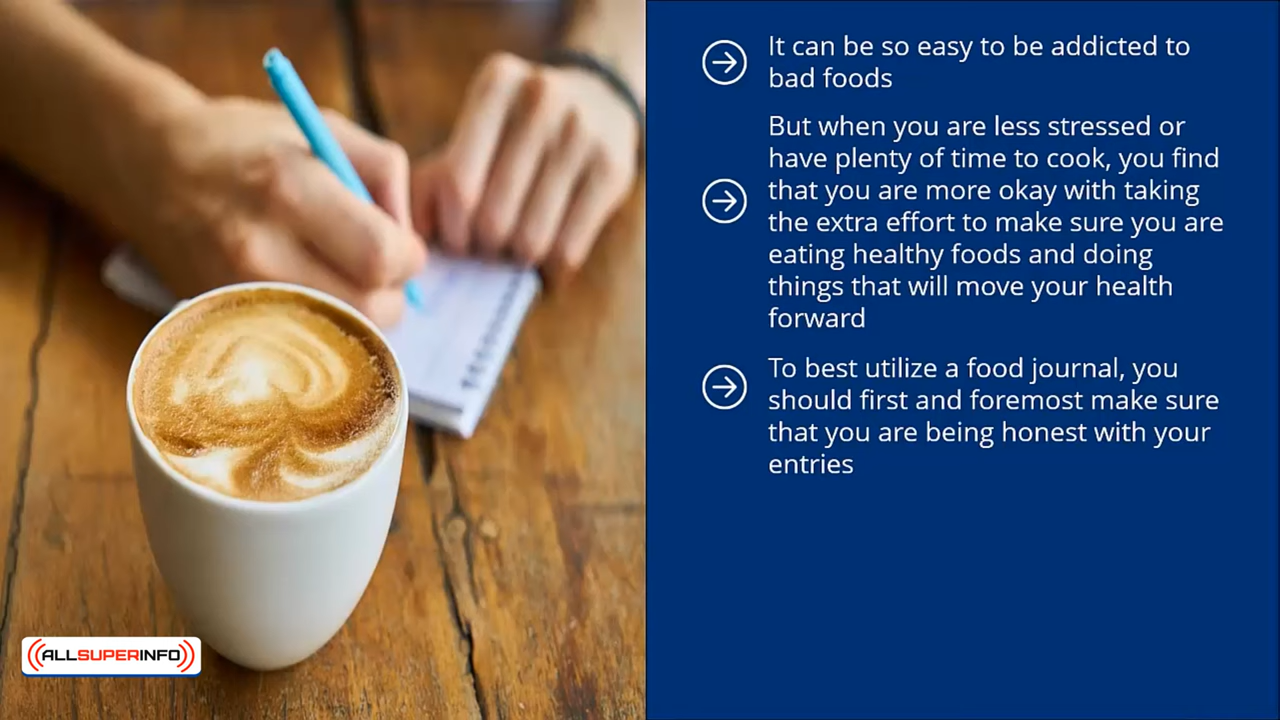 It can be so easy to be addicted to
bad foods
But when you are less stressed or
have plenty of time to cook, you find
that you are more okay with taking
the extra effort to make sure you are
eating healthy foods and doing
things that will move your health
forward
To best utilize a food journal, you
should first and foremost make sure
that you are being honest with your
entries
ALLSUPERINFO